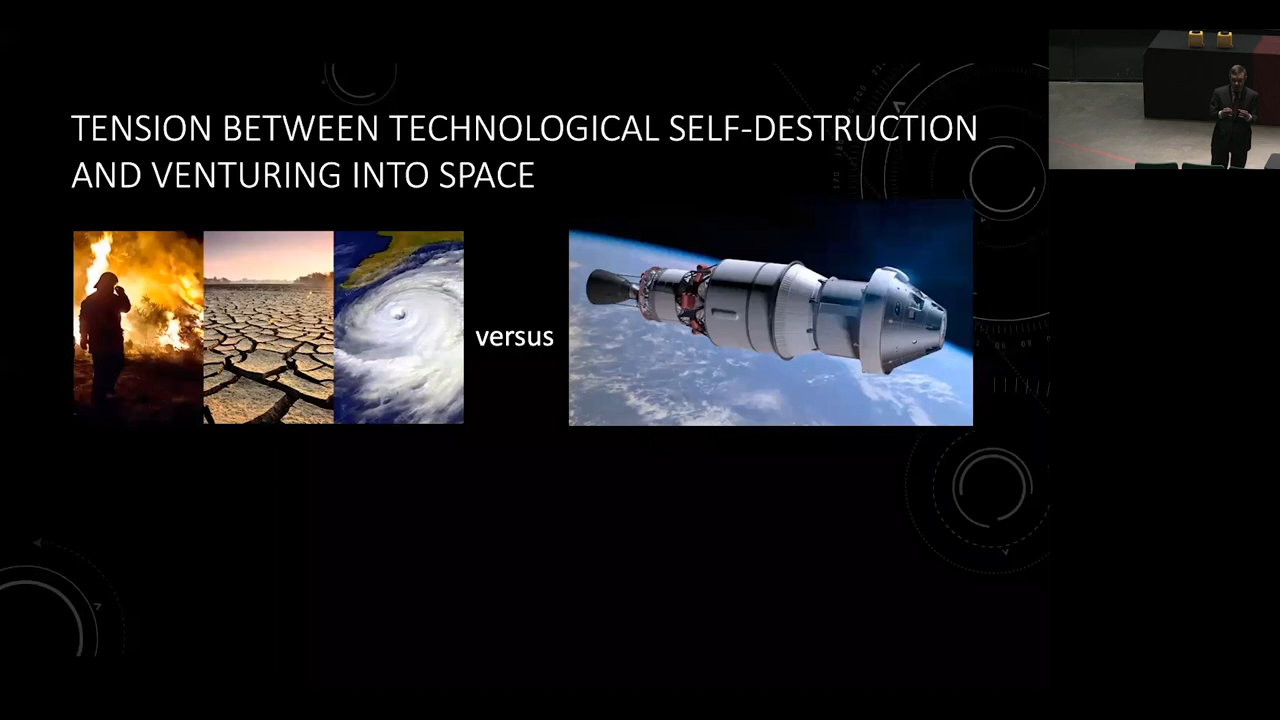 TENSION BETWEEN TECHNOLOGICAL SELF-DESTRUCTION
AND VENTURING INTO SPACE
versus